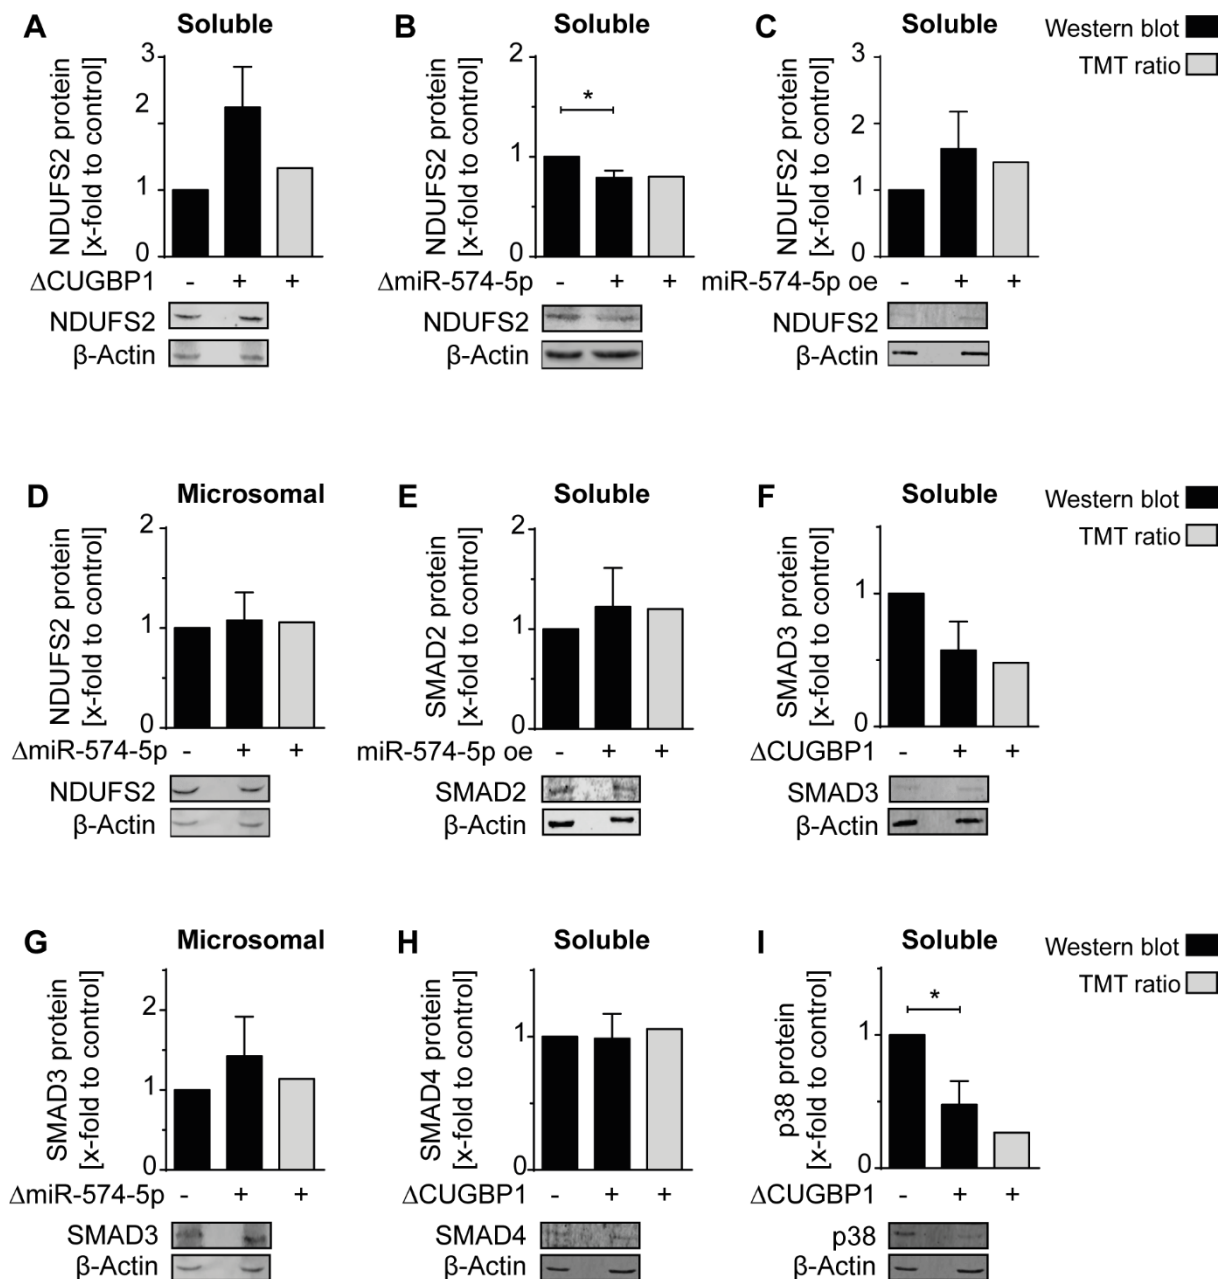 A Soluble
NDUFS2 protein
[x-fold to control]
3
2
1
0
ΔCUGBP1 - + +
NDUFS2
β-Actin
B Soluble
NDUFS2 protein
[x-fold to control]
2
1
0
*
ΔmiR-574-5p - + +
NDUFS2
β-Actin
C Soluble
NDUFS2 protein
[x-fold to control]
3
2
1
0
miR-574-5p oe - + +
NDUFS2
β-Actin
Western blot
TMT ratio
D Microsomal
NDUFS2 protein
[x-fold to control]
2
1
0
ΔmiR-574-5p - + +
NDUFS2
β-Actin
E Soluble
SMAD2 protein
[x-fold to control]
2
1
0
miR-574-5p oe - + +
SMAD2
β-Actin
F Soluble
SMAD3 protein
[x-fold to control]
1
0
ΔCUGBP1 - + +
SMAD3
β-Actin
Western blot
TMT ratio
G Microsomal
SMAD3 protein
[x-fold to control]
2
1
0
ΔmiR-574-5p - + +
SMAD3
β-Actin
H Soluble
SMAD4 protein
[x-fold to control]
1
0
ΔCUGBP1 - + +
SMAD4
β-Actin
I Soluble
p38 protein
[x-fold to control]
1
0
*
ΔCUGBP1 - + +
p38
β-Actin
Western blot
TMT ratio